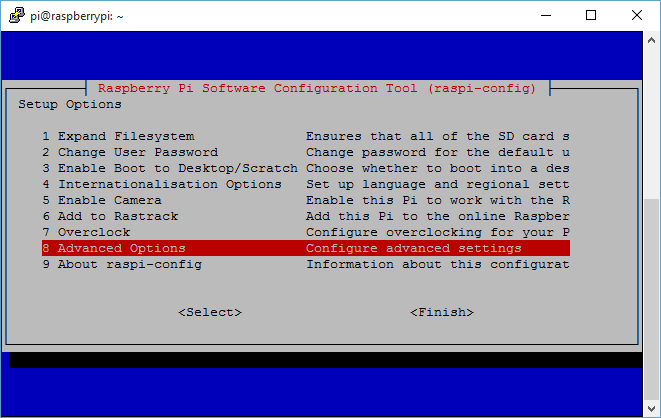 pi@raspberrypi: ~
Raspberry Pi Software Configuration Tool (raspi-config)
Setup Options
1 Expand Filesystem Ensures that all of the SD card s
2 Change User Password Change password for the default u
3 Enable Boot to Desktop/Scratch Choose whether to boot into a des
4 Internationalisation Options Set up language and regional sett
5 Enable Camera Enable this Pi to work with the R
6 Add to Rastrack Add this Pi to the online Raspber
7 Overclock Configure overclocking for your P
8 Advanced Options Configure advanced settings
9 About raspi-config Information about this configurat
<Select> <Finish>